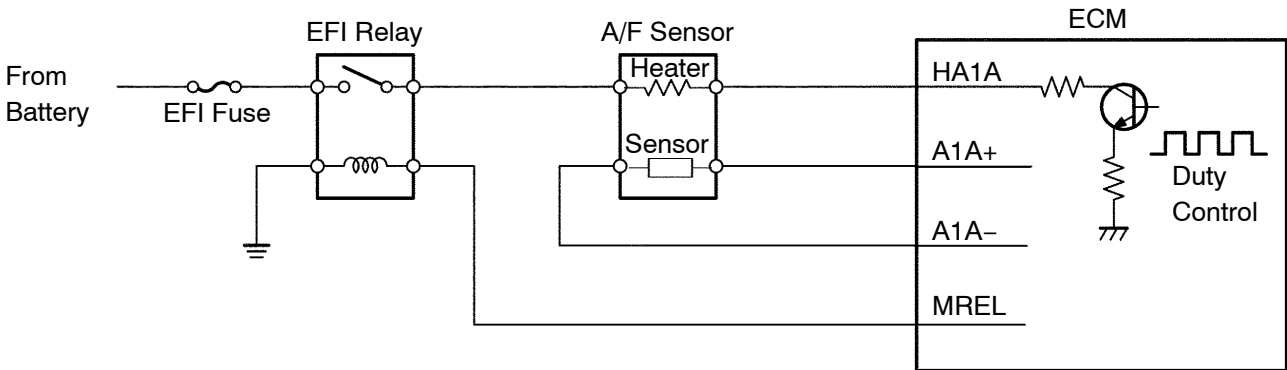 ECM
EFI Relay
A/F Sensor
From
Battery
EFI Fuse
Heater
HA1A
Sensor
A1A+
Duty
Control
A1A−
MREL